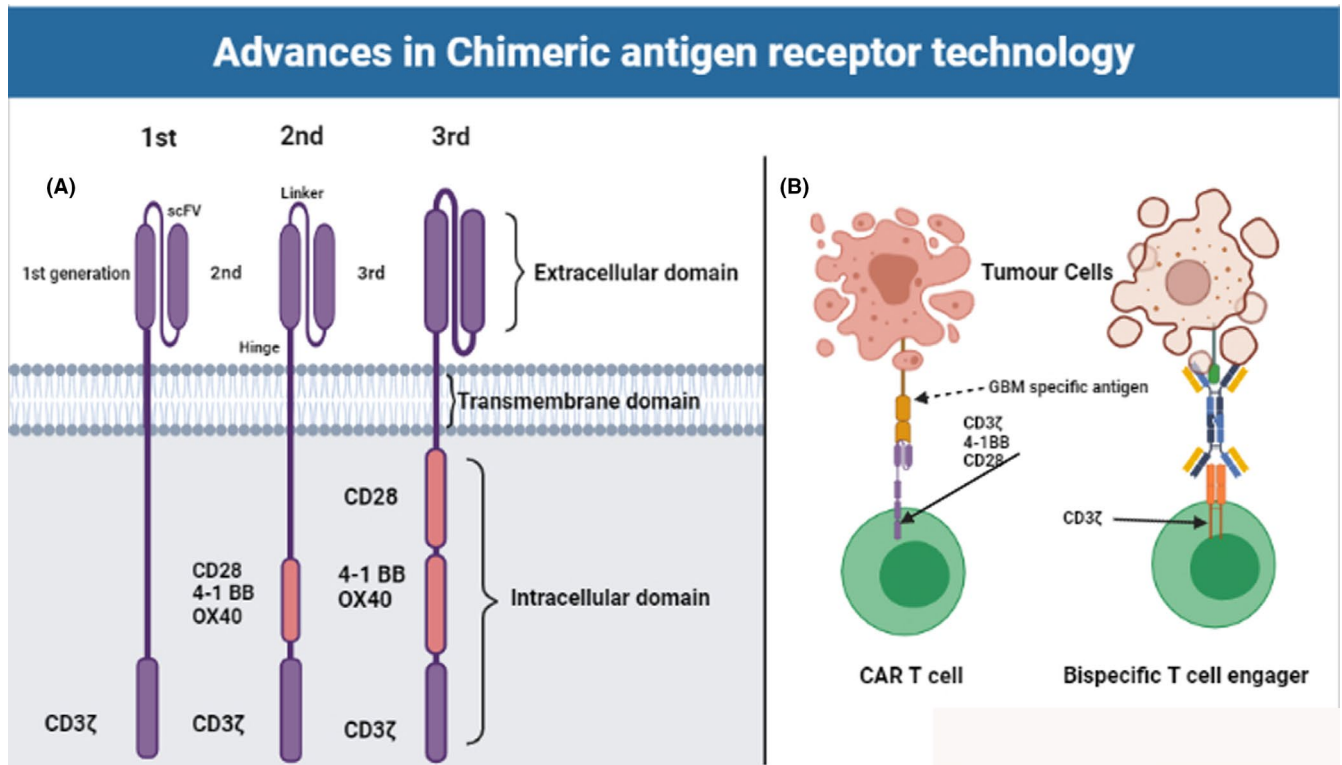 Advances in Chimeric antigen receptor technology
1st
2nd
3rd
(A)
scFV
Linker
1st generation
2nd
3rd
Extracellular domain
Hinge
Transmembrane domain
CD28
CD28
4-1 BB
OX40
4-1 BB
OX40
Intracellular domain
CD3ζ
CD3ζ
CD3ζ
(B)
Tumour Cells
GBM specific antigen
CD3ζ
4-1BB
CD28
CD3ζ
CAR T cell
Bispecific T cell engager